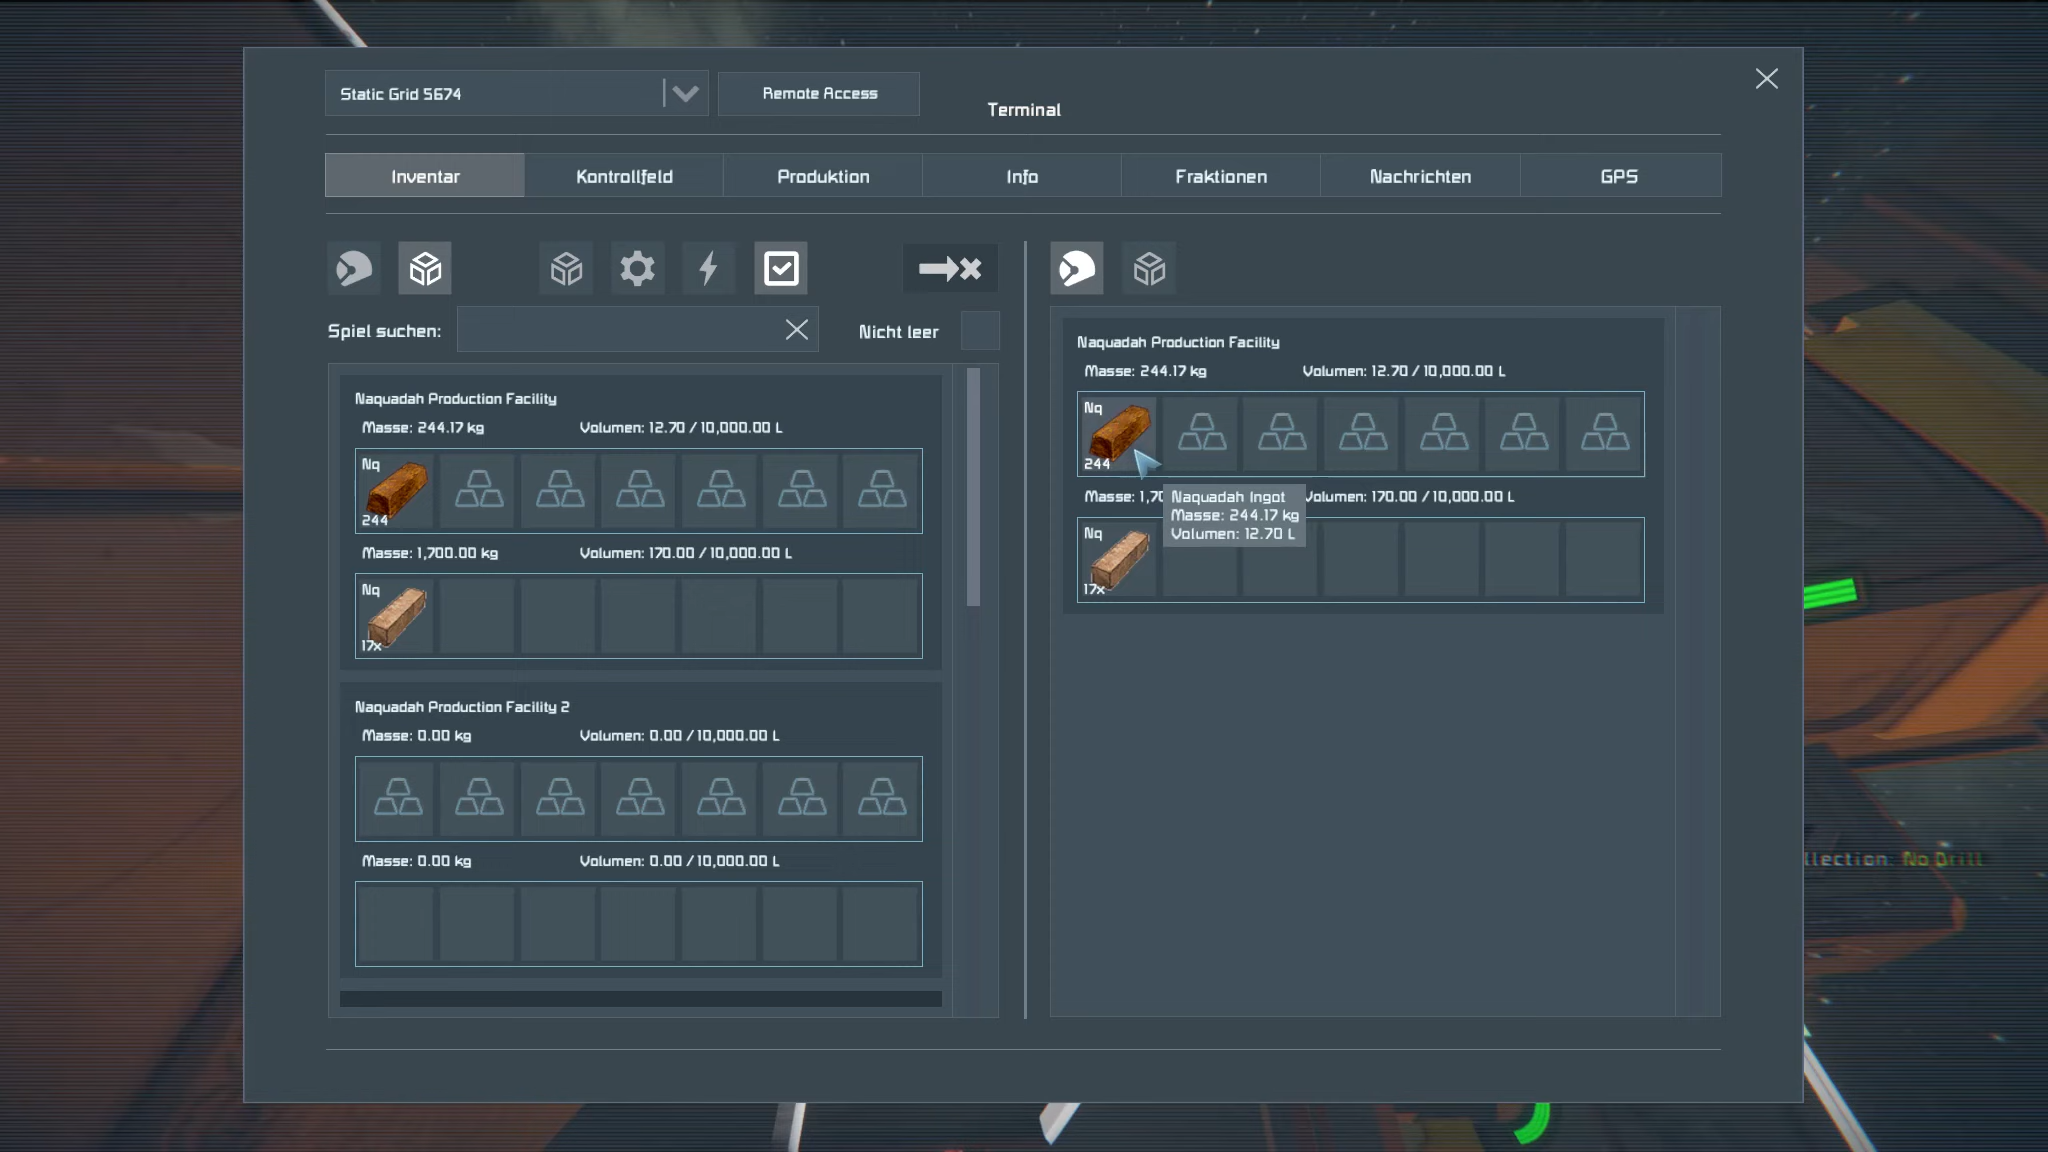 Static Grid 5674
Remote Access
Terminal
Inventar
Kontrollfeld
Produktion
Info
Fraktionen
Nachrichten
GPS
Spiel suchen:
Nicht leer
Naquadah Production Facility
Masse: 244.17 kg
Volumen: 12.70 / 10,000.00 L
Nq
244
Masse: 1,700.00 kg
Volumen: 170.00 / 10,000.00 L
Nq
17x
Naquadah Production Facility 2
Masse: 0.00 kg
Volumen: 0.00 / 10,000.00 L
Masse: 0.00 kg
Volumen: 0.00 / 10,000.00 L
Naquadah Production Facility
Masse: 244.17 kg
Volumen: 12.70 / 10,000.00 L
Nq
244
Masse: 1,70
Volumen: 170.00 / 10,000.00 L
Naquadah Ingot
Masse: 244.17 kg
Volumen: 12.70 L
Nq
17x
llection: No Drill